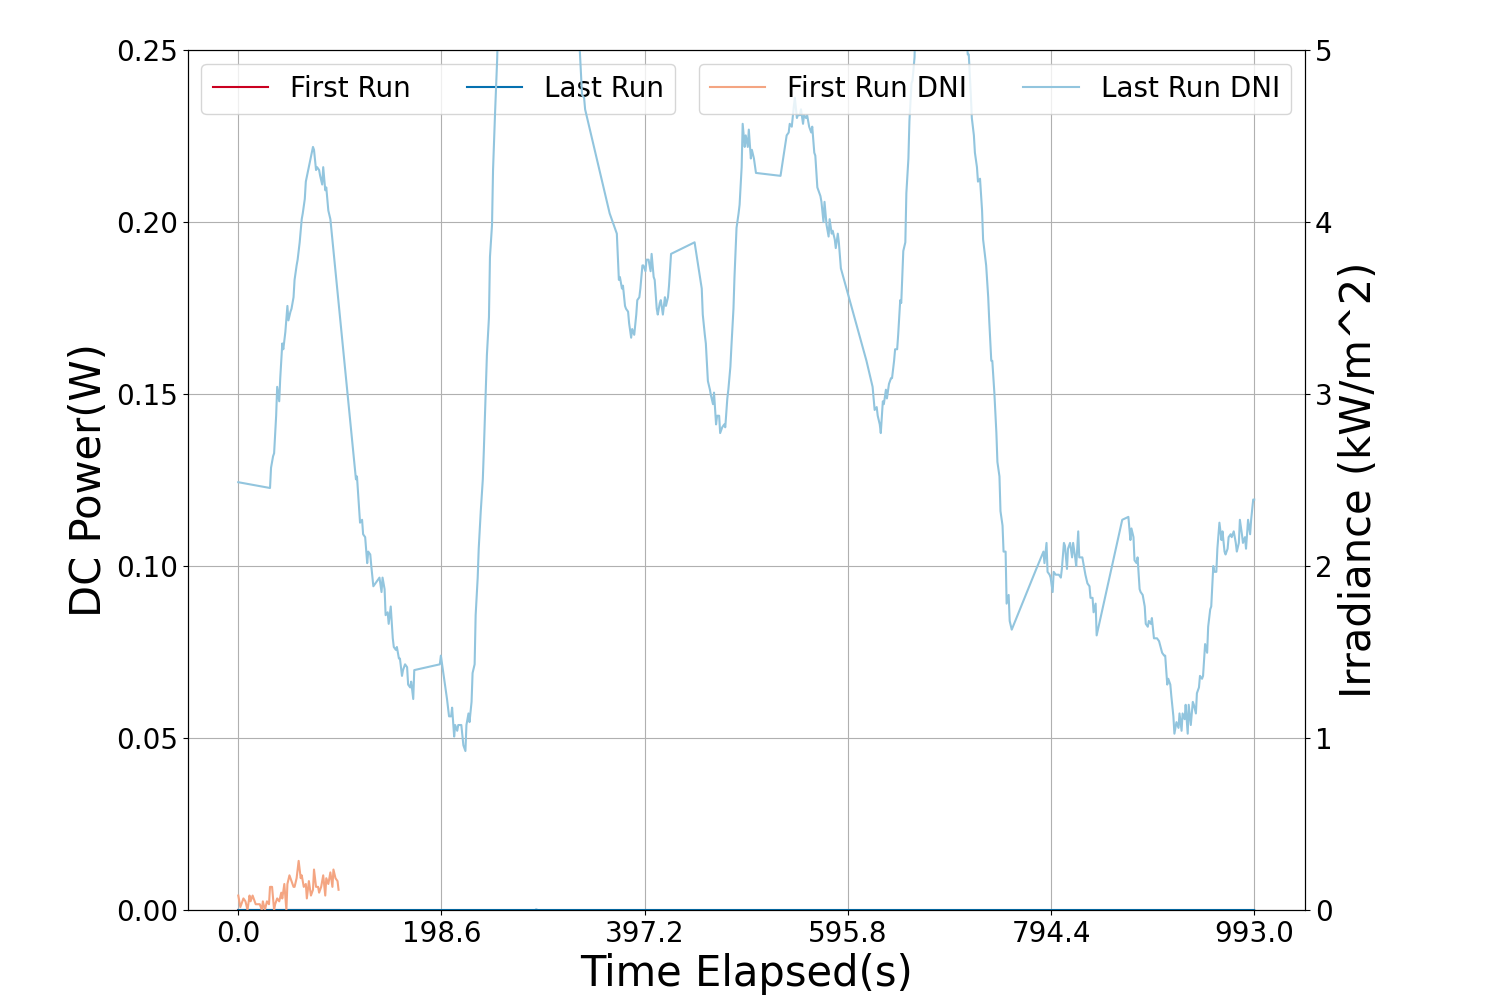 0.25
0.20
0.15
0.10
0.05
0.00
DC Power(W)
First Run
Last Run
First Run DNI
Last Run DNI
5
4
3
2
1
0
Irradiance (kW/m^2)
0.0 198.6 397.2 595.8 794.4 993.0
Time Elapsed(s)